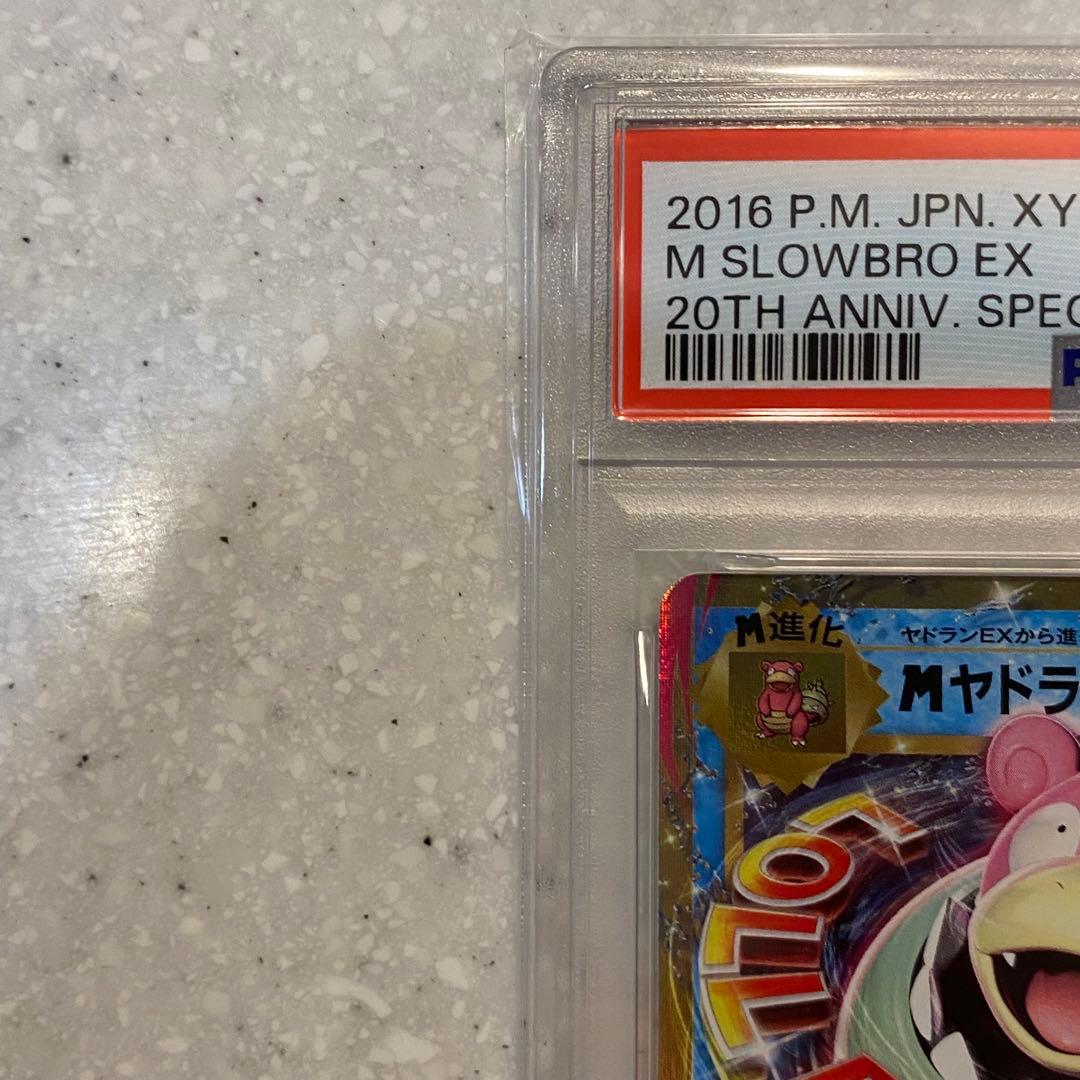 2016 P.M. JPN. XY
M SLOWBRO EX
20TH ANNIV. SPEC
M進化
ヤドランEXから進
Mヤドラ